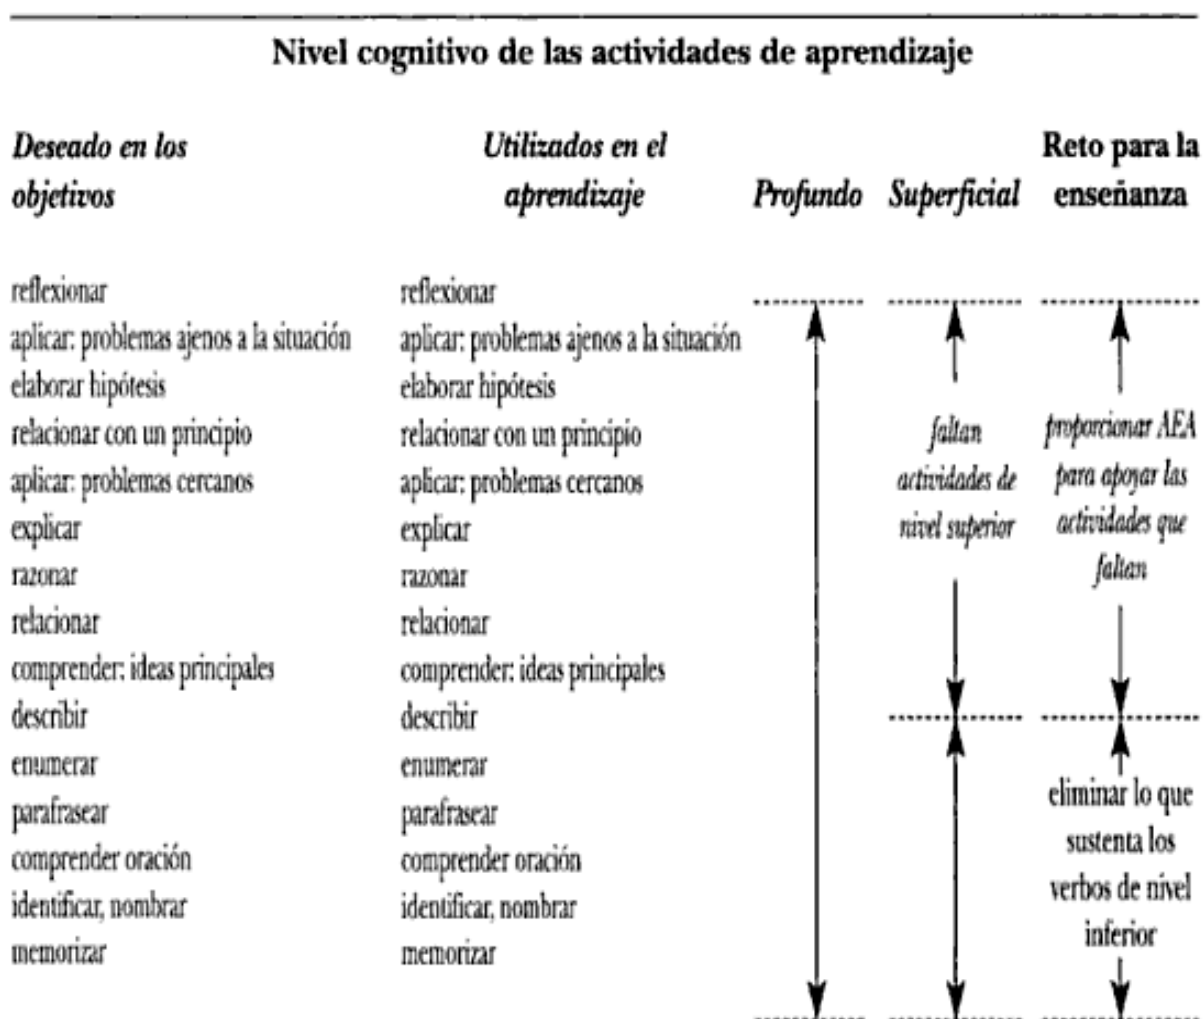 Nivel cognitivo de las actividades de aprendizaje
Deseado en los
objetivos
Utilizados en el
aprendizaje
Profundo
Superficial
Reto para la
enseñanza
reflexionar
aplicar: problemas ajenos a la situación
elaborar hipótesis
relacionar con un principio
aplicar: problemas cercanos
explicar
razonar
relacionar
comprender: ideas principales
describir
enumerar
parafrasear
comprender oración
identificar, nombrar
memorizar
reflexionar
aplicar: problemas ajenos a la situación
elaborar hipótesis
relacionar con un principio
aplicar: problemas cercanos
explicar
razonar
relacionar
comprender: ideas principales
describir
enumerar
parafrasear
comprender oración
identificar, nombrar
memorizar
faltan
actividades de
nivel superior
proporcionar AEA
para apoyar las
actividades que
faltan
eliminar lo que
sustenta los
verbos de nivel
inferior